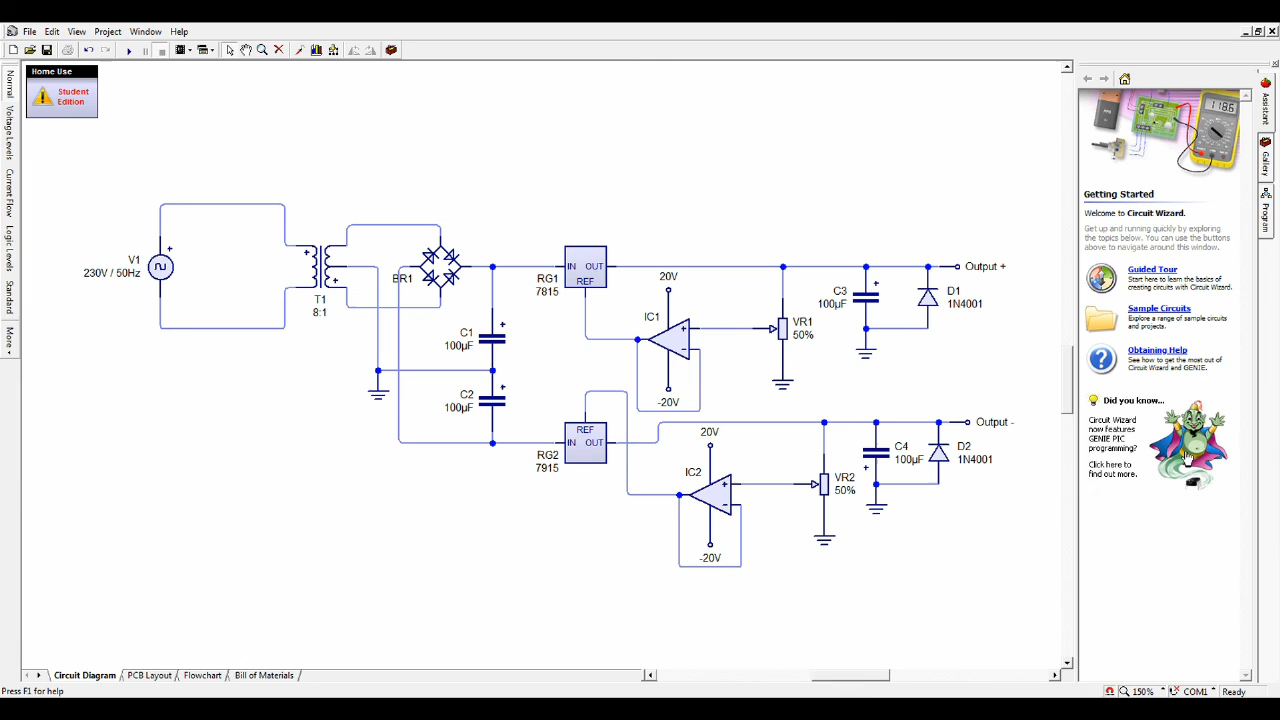 File Edit View Project Window Help
Home Use
Student
Edition
Normal
Voltage Levels
Current Flow
Logic Levels
Standard
More
V1
230V / 50Hz
T1
8:1
BR1
C1
100µF
C2
100µF
IN OUT
REF
RG1
7815
20V
IC1
-20V
VR1
50%
C3
100µF
D1
1N4001
Output +
REF
IN OUT
RG2
7915
20V
IC2
-20V
VR2
50%
C4
100µF
D2
1N4001
Output -
118.6
Getting Started
Welcome to Circuit Wizard.
Get up and running quickly by exploring
the topics below. You can use the buttons
above to navigate around this window.
Guided Tour
Start here to learn the basics of
creating circuits with Circuit Wizard.
Sample Circuits
Explore a range of sample circuits
and projects.
Obtaining Help
See how to get the most out of
Circuit Wizard and GENIE.
Did you know...
Circuit Wizard
now features
GENIE PIC
programming?
Click here to
find out more.
Assistant
Gallery
Program
Circuit Diagram PCB Layout Flowchart Bill of Materials
Press F1 for help
150% COM1 Ready